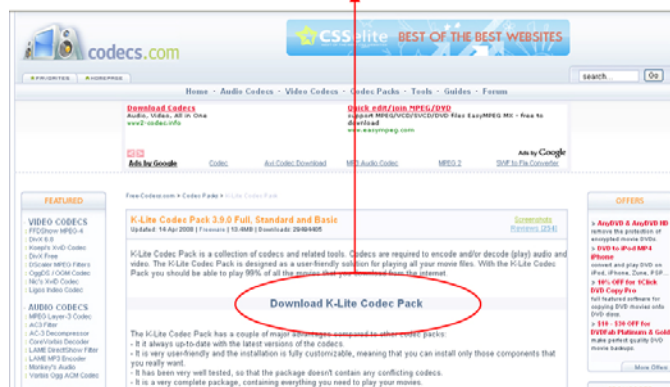 codecs.com
CSSelite BEST OF THE BEST WEBSITES
FAVORITES HOMEPAGE
search... Go
Home · Audio Codecs · Video Codecs · Codec Packs · Tools · Guides · Forum
Download Codecs
Audio, Video, All in One
www2-codec.info
Quick edit/join MPEG/DVD
support MPEG/VCD/SVCD/DVD files EasyMPEG MX - free to
download
www.easympeg.com
Ads by Google
Ads by Google Codec Avi Codec Download MP3 Audio Codec MPEG 2 SWF to Flv Converter
FEATURED
VIDEO CODECS
FFDShow MPEG-4
DivX 6.8
Koepi's XviD Codec
DivX Free
DScaler MPEG Filters
OggDS / OGM Codec
Nic's XviD Codec
Ligos Indeo Codec
AUDIO CODECS
MPEG Layer-3 Codec
AC3 Filter
AC-3 Decompressor
CoreVorbis Decoder
LAME DirectShow Filter
LAME MP3 Encoder
Monkey's Audio
Vorbis Ogg ACM Codec
Free-Codecs.com » Codec Packs » K-Lite Codec Pack
K-Lite Codec Pack 3.9.0 Full, Standard and Basic
Updated: 14 Apr 2008 | Freeware | 13.4MB | Downloads: 29494405
Screenshots
Reviews (254)
K-Lite Codec Pack is a collection of codecs and related tools. Codecs are required to encode and/or decode (play) audio and
video. The K-Lite Codec Pack is designed as a user-friendly solution for playing all your movie files. With the K-Lite Codec
Pack you should be able to play 99% of all the movies that you download from the internet.
Download K-Lite Codec Pack
The K-Lite Codec Pack has a couple of major advantages compared to other codec packs:
- It it always up-to-date with the latest versions of the codecs.
- It is very user-friendly and the installation is fully customizable, meaning that you can install only those components that
you really want.
- It has been very well tested, so that the package doesn't contain any conflicting codecs.
- It is a very complete package, containing everything you need to play your movies.
OFFERS
> AnyDVD & AnyDVD HD
remove the protection of
encrypted movie DVDs.
> DVD to iPod MP4
iPhone
convert and play DVD on
iPod, iPhone, Zune, PSP...
> 10% OFF for 1Click
DVD Copy Pro
full featured software for
copying DVD movies onto
DVD discs.
> $10 - $30 OFF for
DVDFab Platinum & Gold
make perfect quality DVD
movie backups.
More Offers